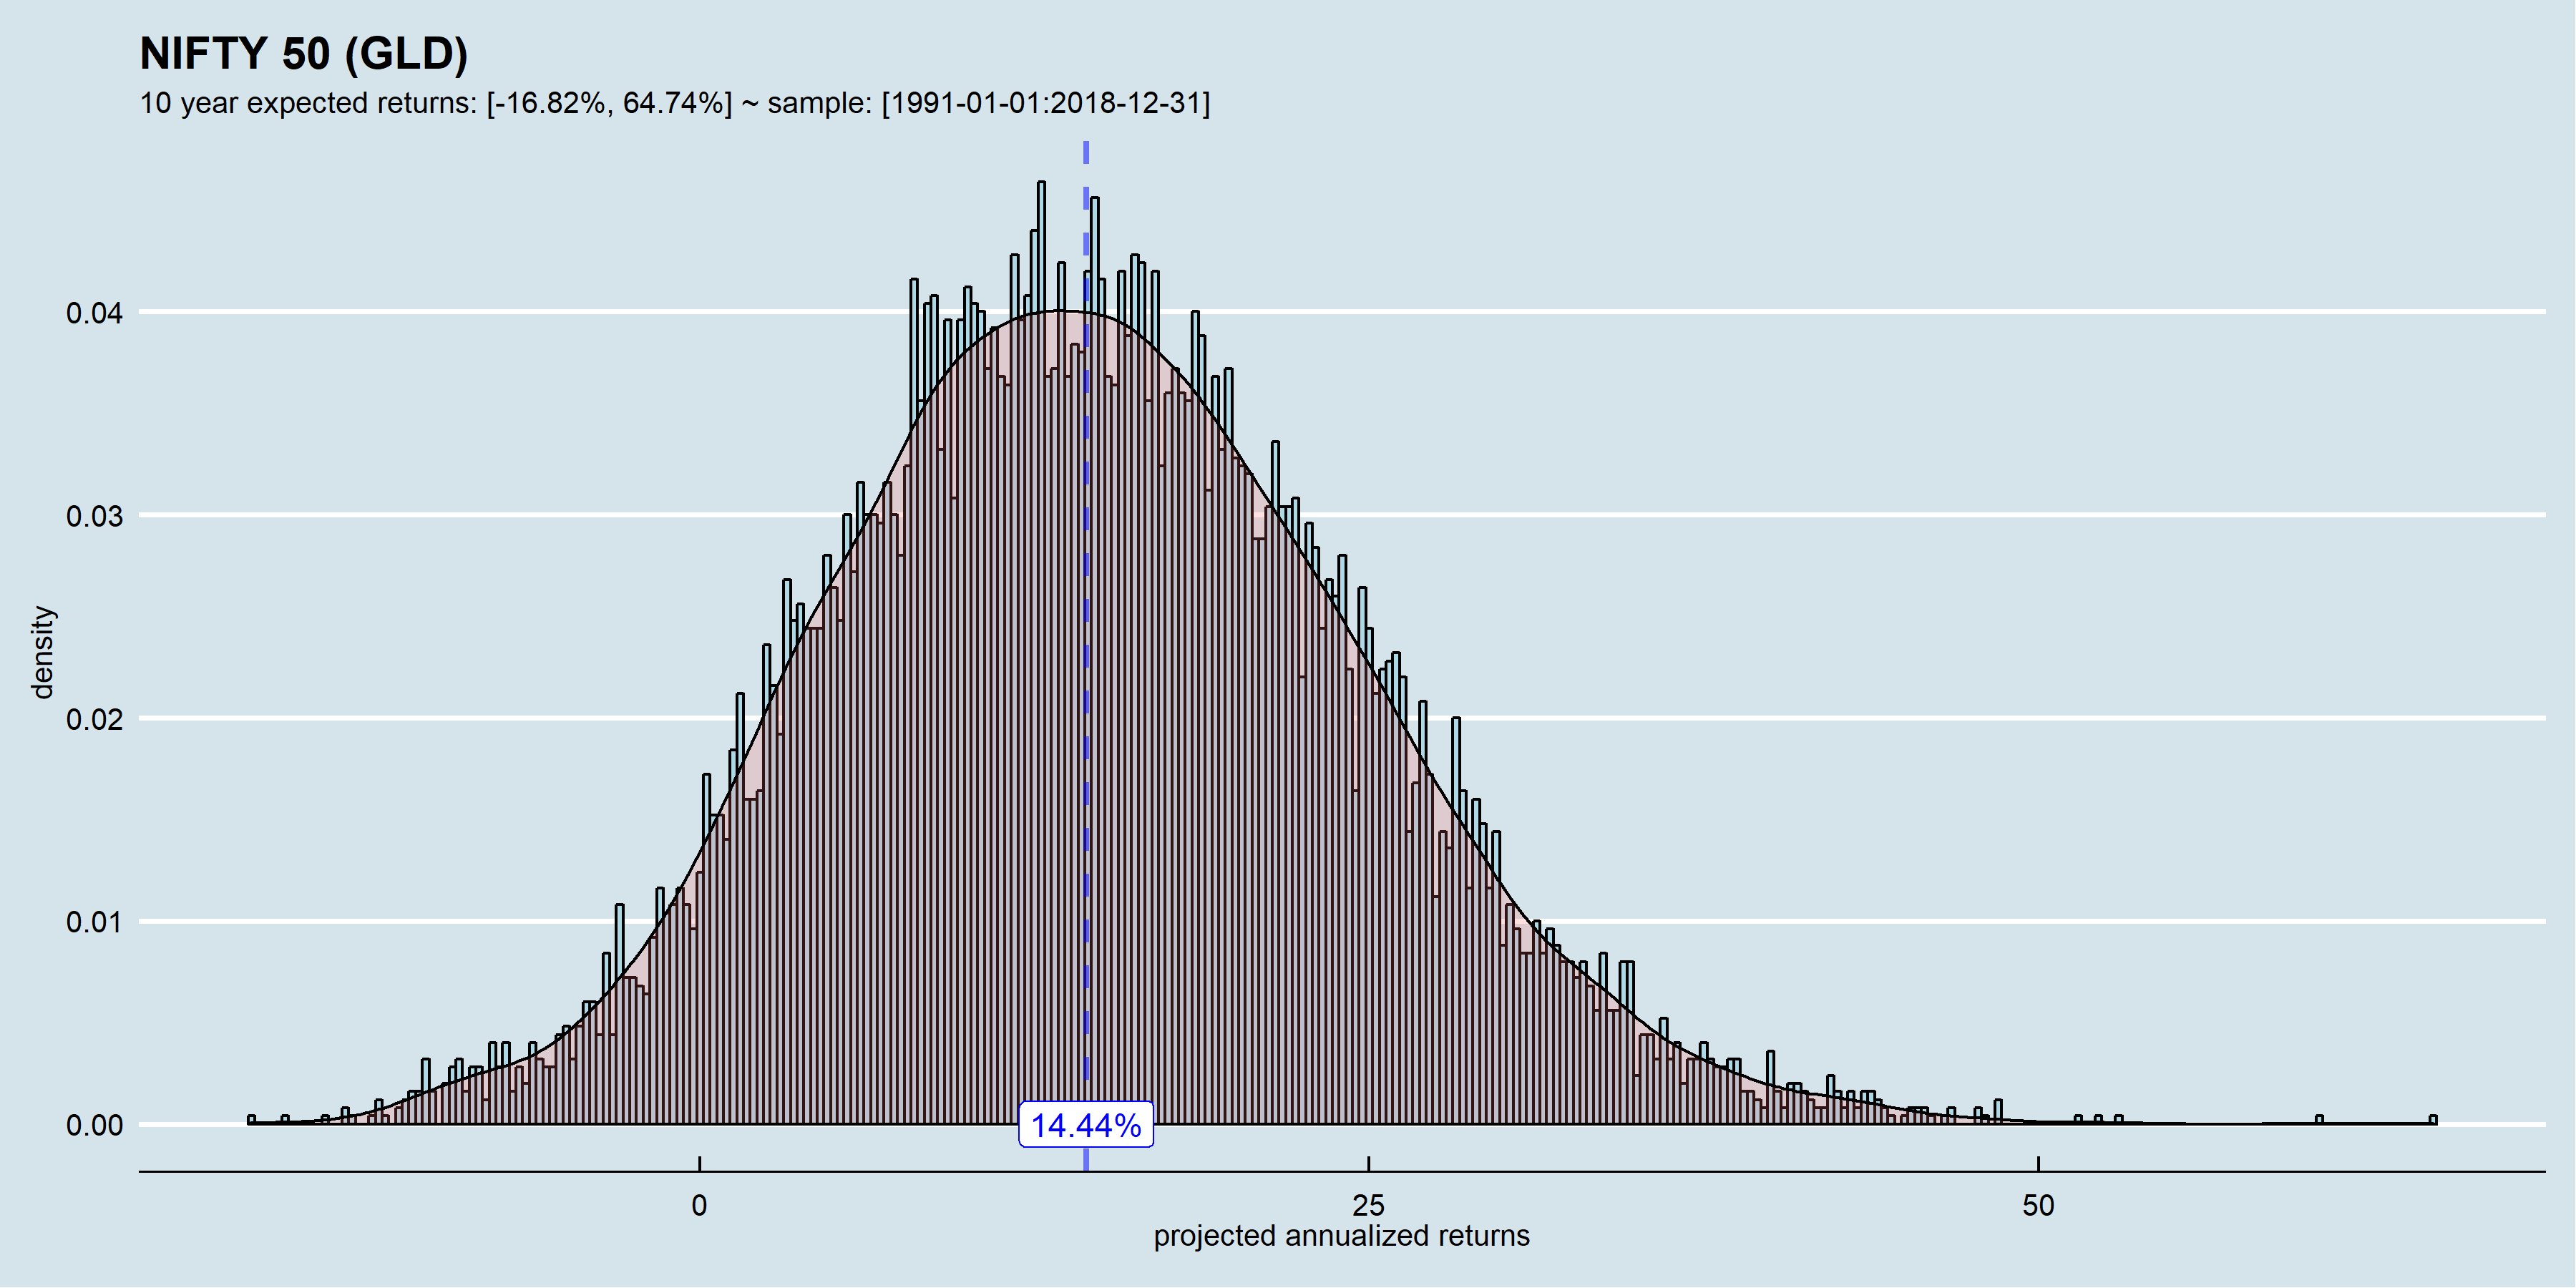 NIFTY 50 (GLD)
10 year expected returns: [-16.82%, 64.74%] ~ sample: [1991-01-01:2018-12-31]
0.04
0.03
0.02
0.01
0.00
density
14.44%
0
25
50
projected annualized returns